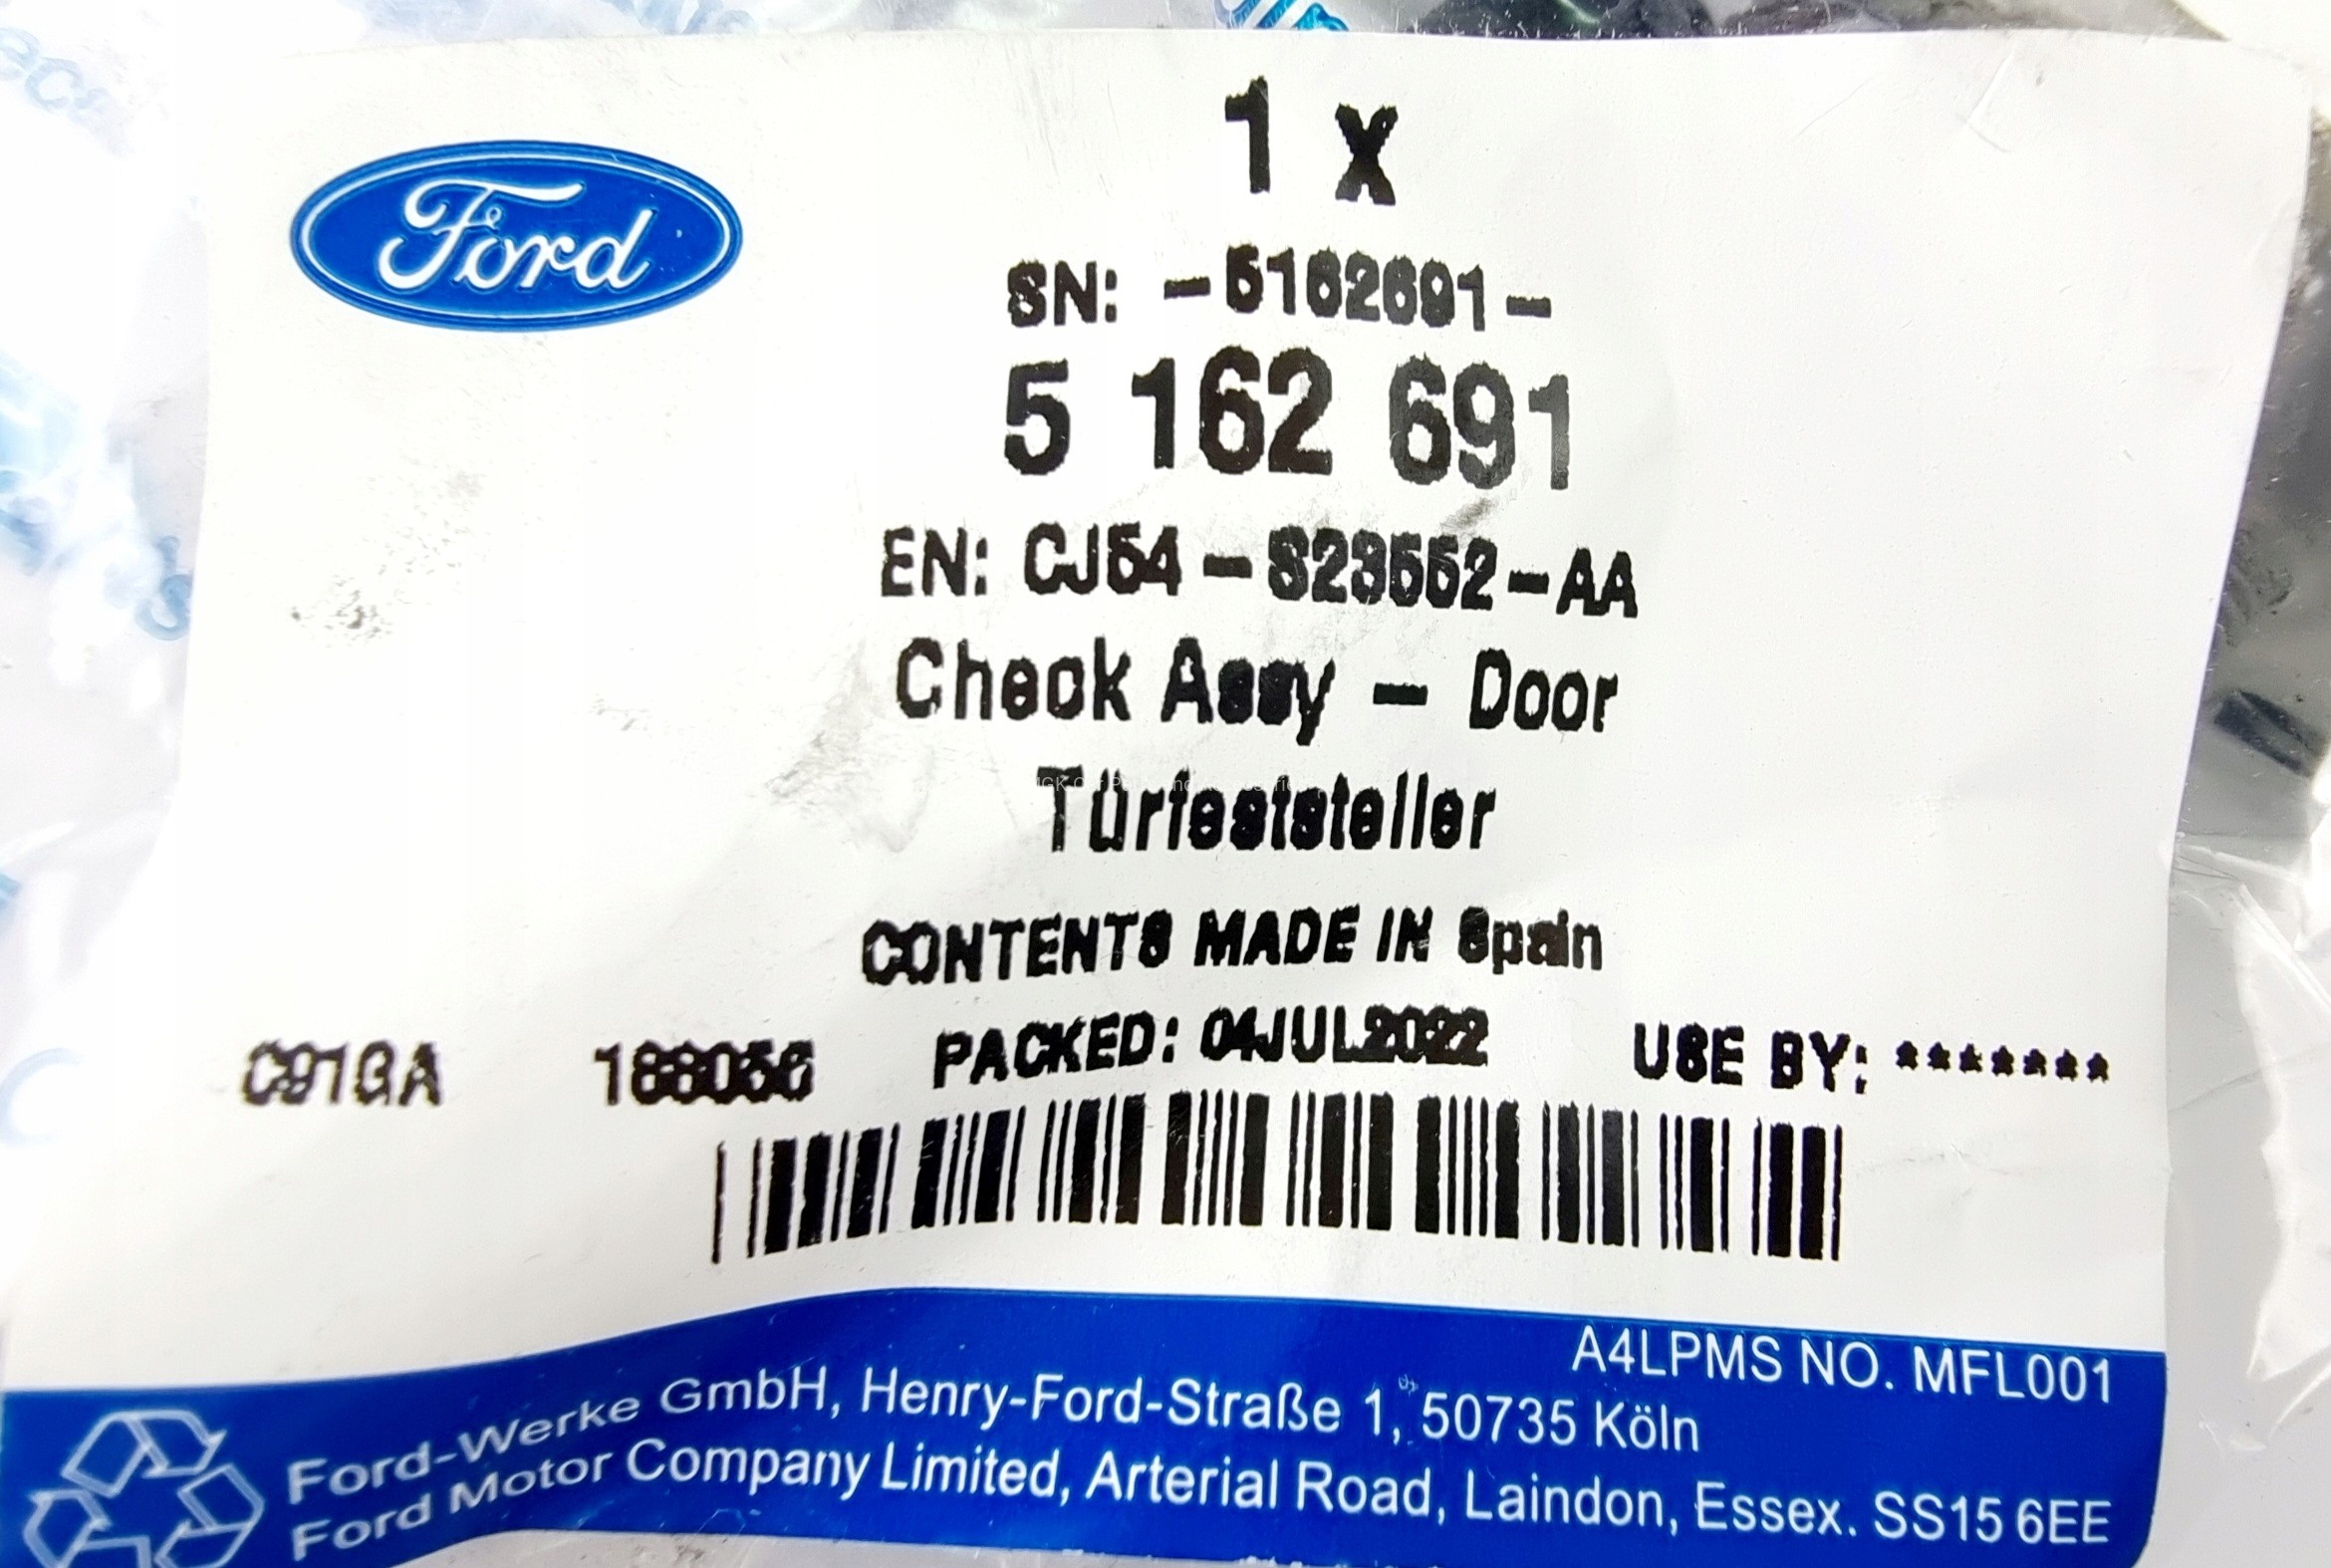 Ford
1 x
SN: -5162691-
5 162 691
EN: CJ54-S23552-AA
Check Assy - Door
Türfeststeller
CONTENTS MADE IN Spain
C91GA 188056 PACKED: 04JUL2022 USE BY: *******
A4LPMS NO. MFL001
Ford-Werke GmbH, Henry-Ford-Straße 1, 50735 Köln
Ford Motor Company Limited, Arterial Road, Laindon, Essex. SS15 6EE